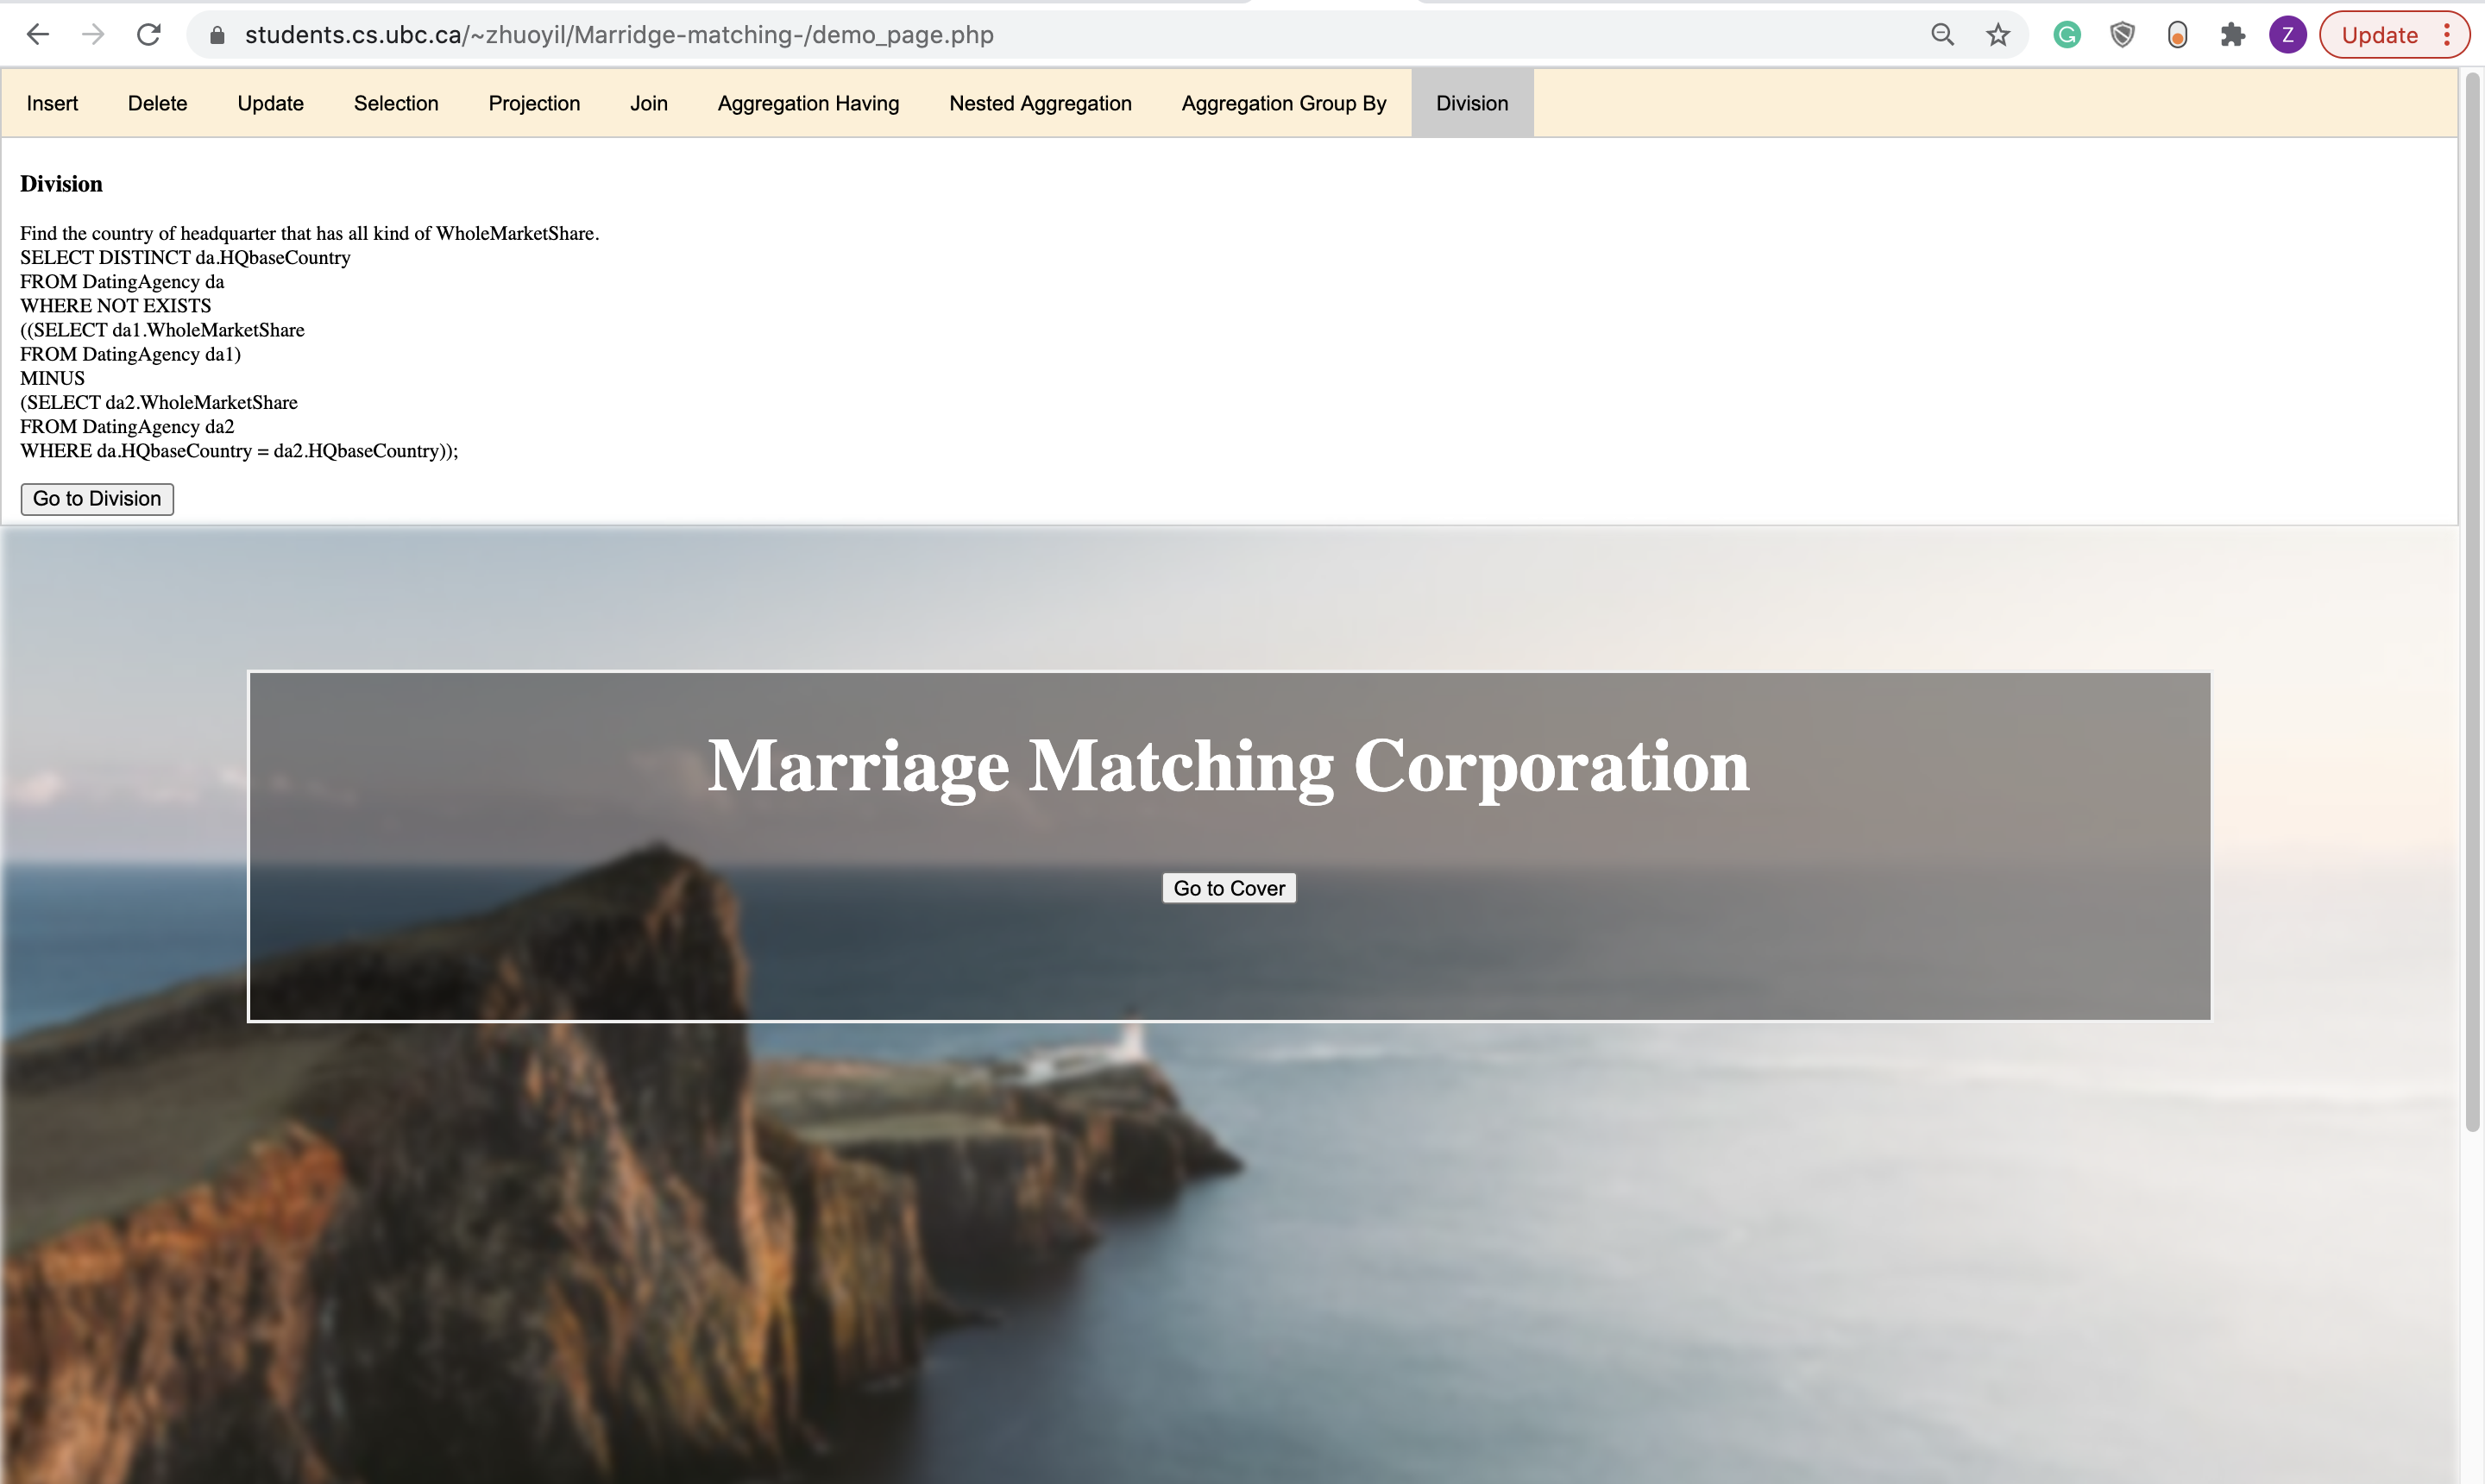 students.cs.ubc.ca/~zhuoyil/Marridge-matching-/demo_page.php
G
Z
Update
Insert Delete Update Selection Projection Join Aggregation Having Nested Aggregation Aggregation Group By Division
Division
Find the country of headquarter that has all kind of WholeMarketShare.
SELECT DISTINCT da.HQbaseCountry
FROM DatingAgency da
WHERE NOT EXISTS
((SELECT da1.WholeMarketShare
FROM DatingAgency da1)
MINUS
(SELECT da2.WholeMarketShare
FROM DatingAgency da2
WHERE da.HQbaseCountry = da2.HQbaseCountry));
Go to Division
Marriage Matching Corporation
Go to Cover